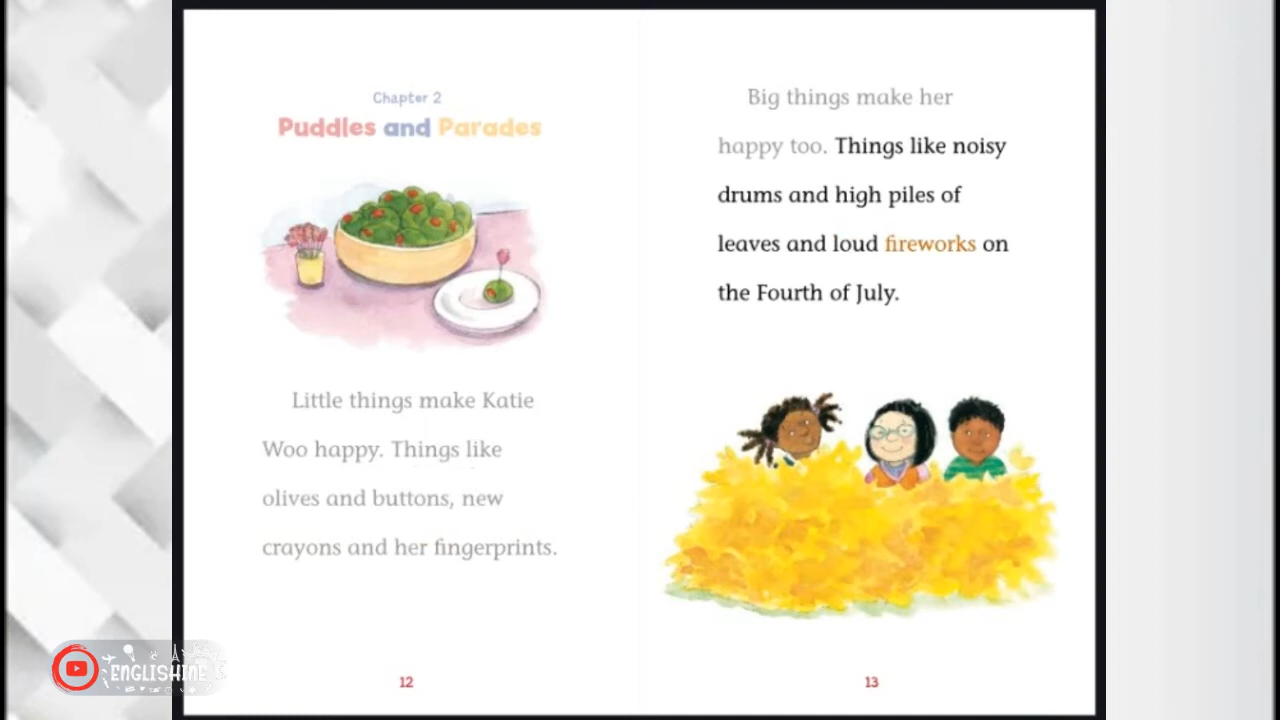 Chapter 2
Puddles and Parades
Little things make Katie
Woo happy. Things like
olives and buttons, new
crayons and her fingerprints.
12
Big things make her
happy too. Things like noisy
drums and high piles of
leaves and loud fireworks on
the Fourth of July.
13
ENGLISHINE